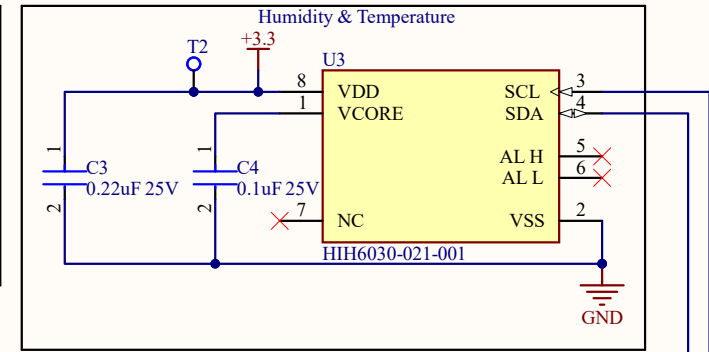 Humidity & Temperature
T2
+3.3
U3
8
VDD
SCL
3
1
VCORE
SDA
4
1
1
C3
0.22uF 25V
C4
0.1uF 25V
AL H
5
AL L
6
2
2
7
NC
VSS
2
HIH6030-021-001
GND